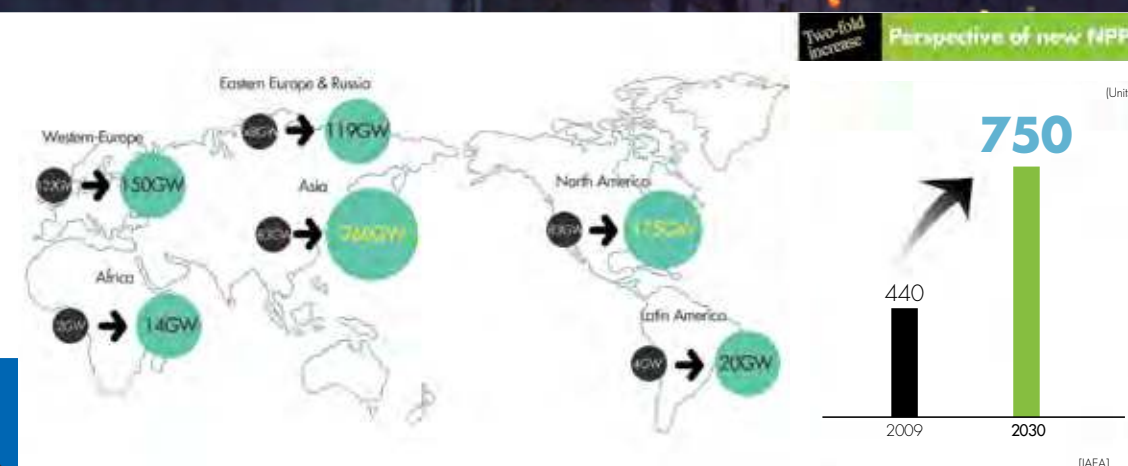 Two-fold
increase
Perspective of new NPP
(Unit
Eastern Europe & Russia
119GW
Western-Europe
150GW
Asia
North America
175GW
Africa
2GW
14GW
Latin America
4GW
20GW
750
440
2009
2030
[IAEA]